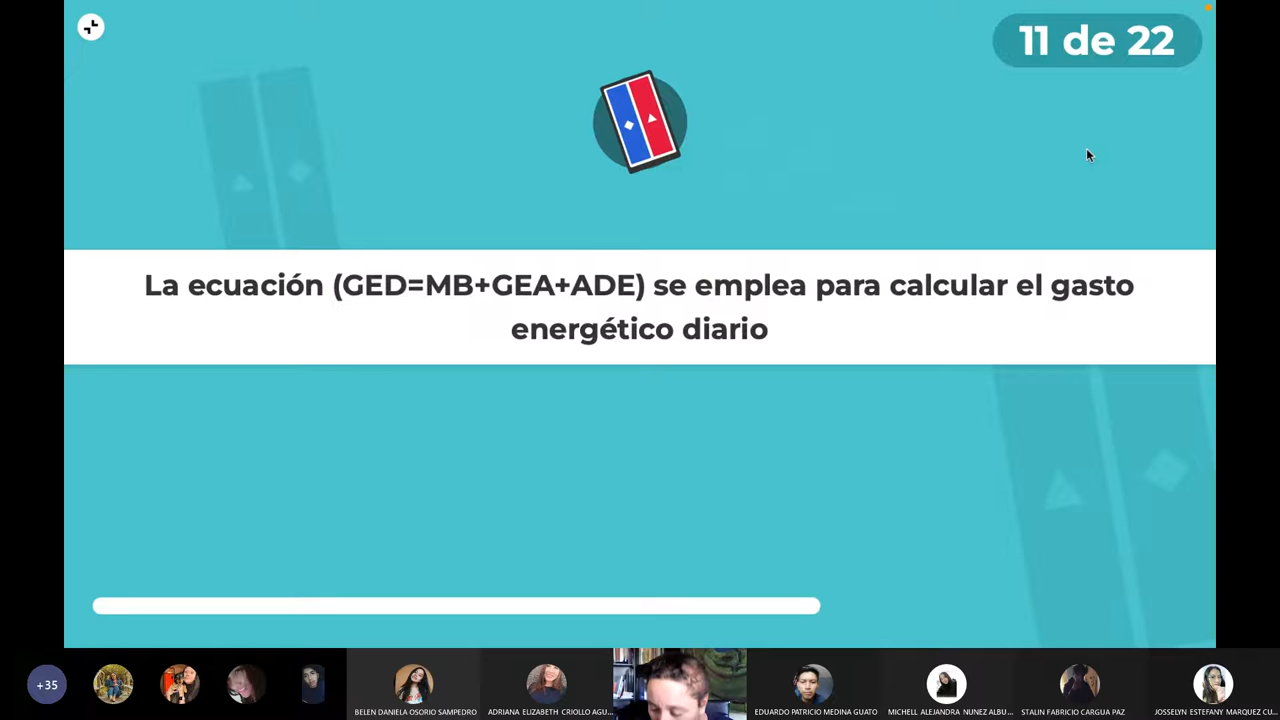 11 de 22
La ecuación (GED=MB+GEA+ADE) se emplea para calcular el gasto
energético diario
+35
BELEN DANIELA OSORIO SAMPEDRO
ADRIANA ELIZABETH CRIOLLO AGU...
EDUARDO PATRICIO MEDINA GUATO
MICHELL ALEJANDRA NUNEZ ALBU...
STALIN FABRICIO CARGUA PAZ
JOSSELYN ESTEFANY MARQUEZ CU...